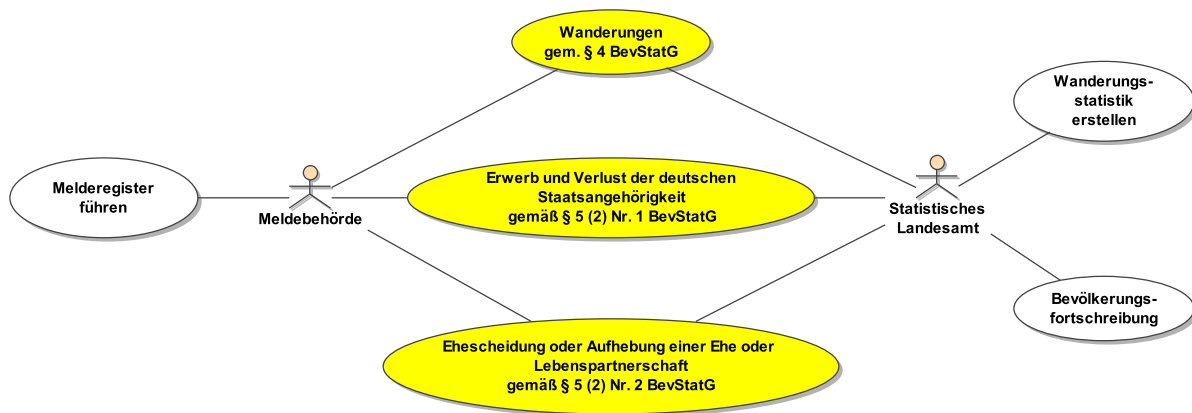 Wanderungen
gem. § 4 BevStatG
Wanderungs-
statistik
erstellen
Melderegister
führen
Meldebehörde
Erwerb und Verlust der deutschen
Staatsangehörigkeit
gemäß § 5 (2) Nr. 1 BevStatG
Statistisches
Landesamt
Bevölkerungs-
fortschreibung
Ehescheidung oder Aufhebung einer Ehe oder
Lebenspartnerschaft
gemäß § 5 (2) Nr. 2 BevStatG